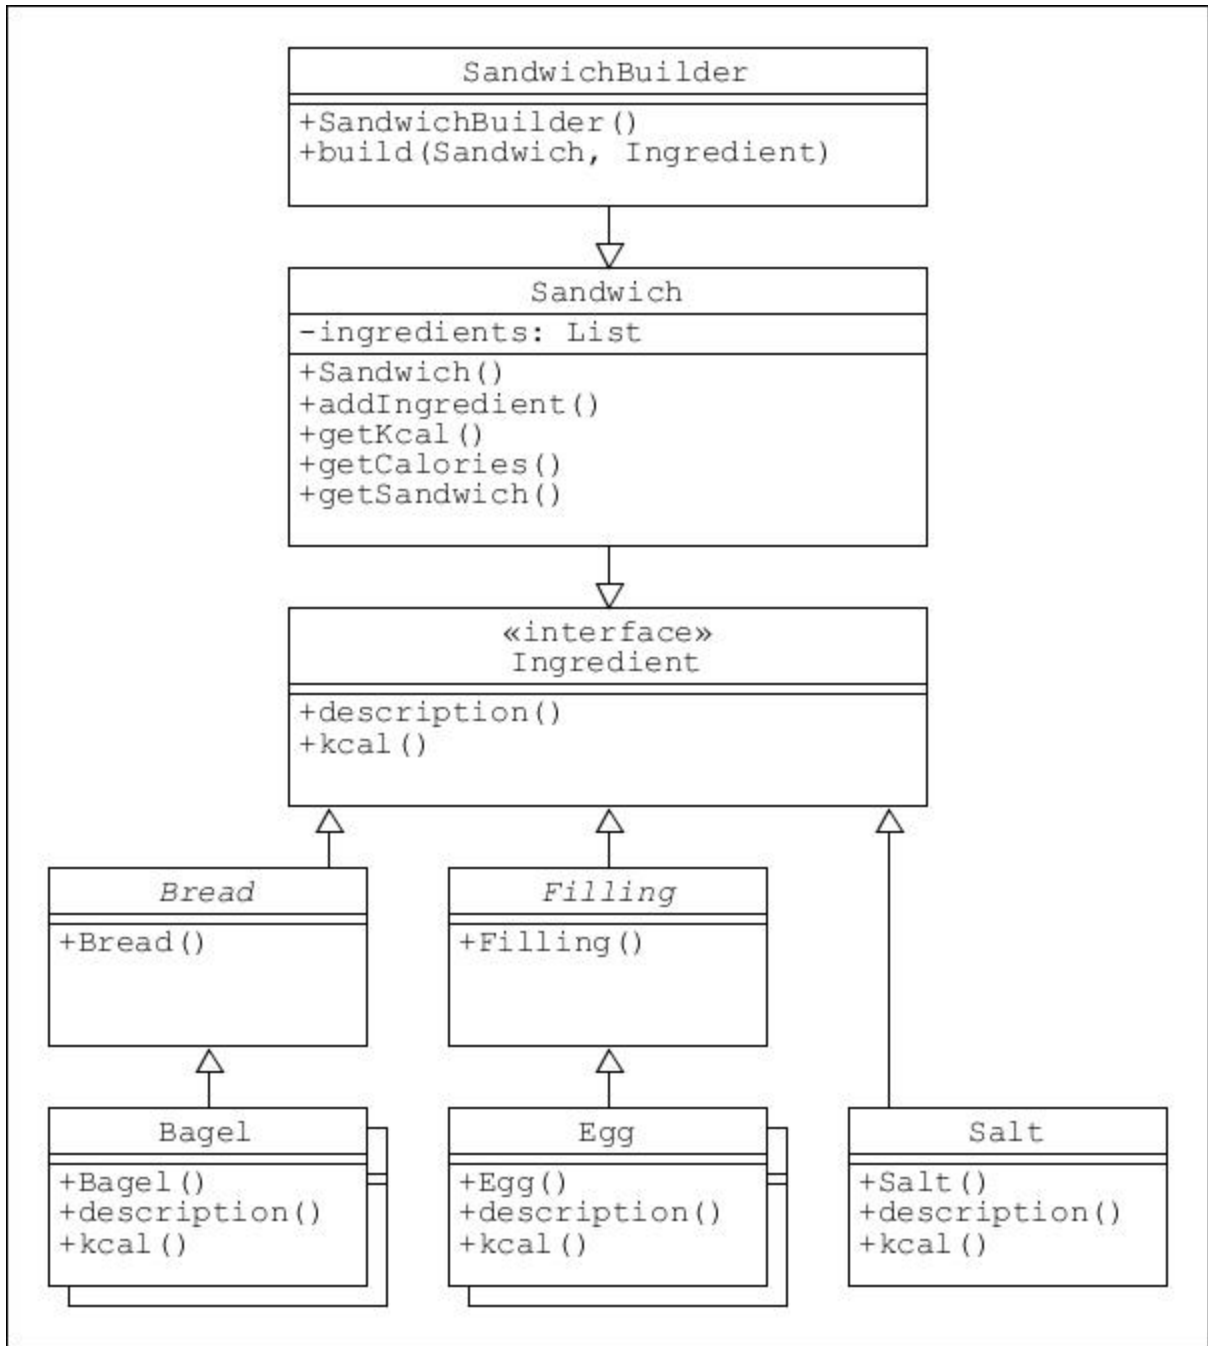 SandwichBuilder
+SandwichBuilder()
+build(Sandwich, Ingredient)
Sandwich
-ingredients: List
+Sandwich()
+addIngredient()
+getKcal()
+getCalories()
+getSandwich()
«interface»
Ingredient
+description()
+kcal()
Bread
+Bread()
Filling
+Filling()
Bagel
+Bagel()
+description()
+kcal()
Egg
+Egg()
+description()
+kcal()
Salt
+Salt()
+description()
+kcal()